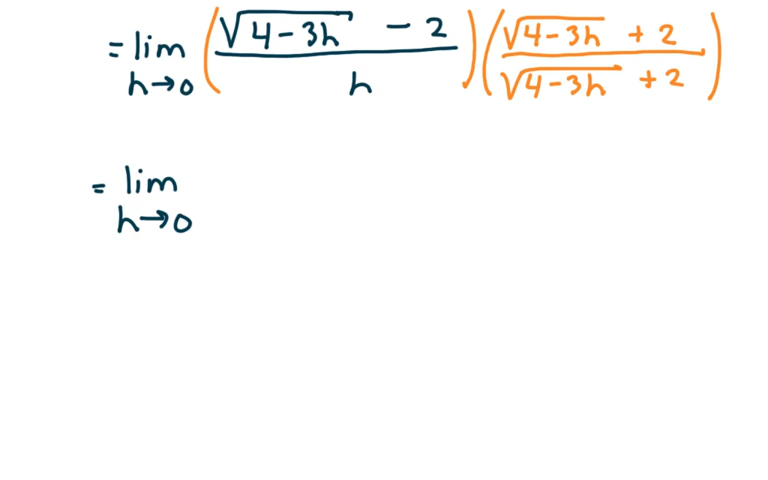 = lim h→0 (√(4-3h) - 2 / h) (√(4-3h) + 2 / √(4-3h) + 2)
= lim h→0